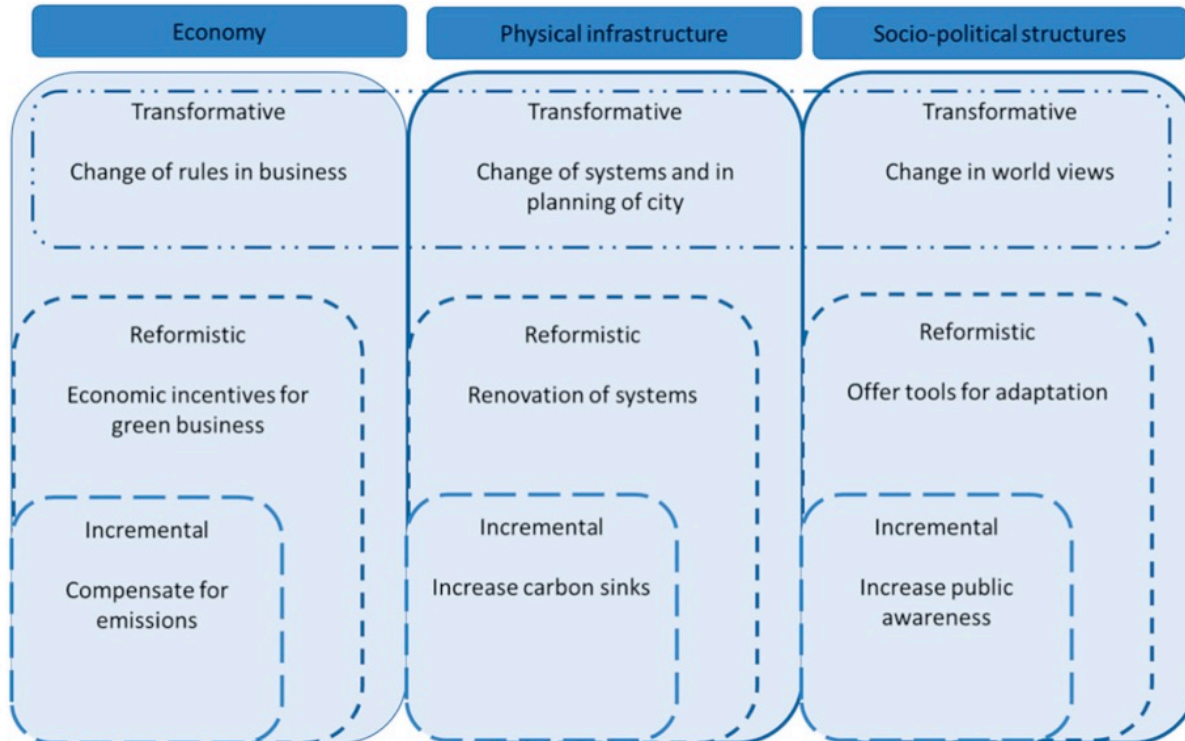 Economy
Transformative
Change of rules in business
Reformistic
Economic incentives for
green business
Incremental
Compensate for
emissions
Physical infrastructure
Transformative
Change of systems and in
planning of city
Reformistic
Renovation of systems
Incremental
Increase carbon sinks
Socio-political structures
Transformative
Change in world views
Reformistic
Offer tools for adaptation
Incremental
Increase public
awareness